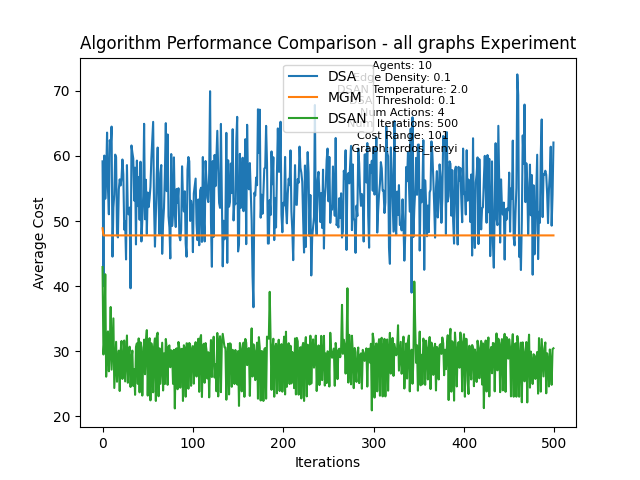 Algorithm Performance Comparison - all graphs Experiment
DSA
MGM
DSAN
Agents: 10
Edge Density: 0.1
DSAN Temperature: 2.0
DSA Threshold: 0.1
Num Actions: 4
Num Iterations: 500
Cost Range: 101
Graph: erdos_renyi
Average Cost
70
60
50
40
30
20
0 100 200 300 400 500
Iterations